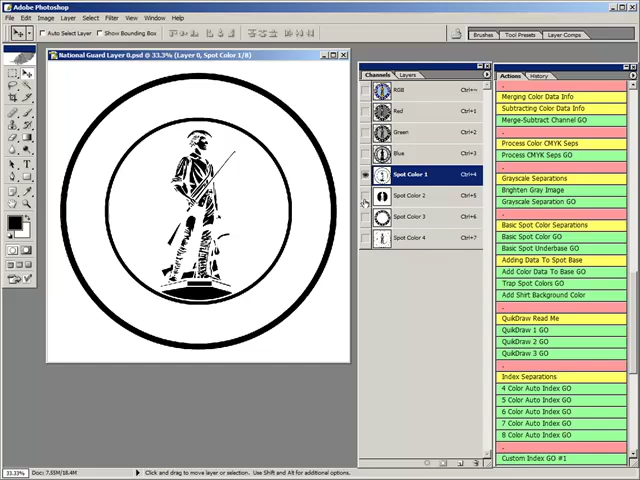 Adobe Photoshop
File Edit Image Layer Select Filter View Window Help
Auto Select Layer Show Bounding Box
Brushes Tool Presets Layer Comps
National Guard Layer 0.psd @ 33.3% (Layer 0, Spot Color 1/8)
Channels Layers
RGB Ctrl+~
Red Ctrl+1
Green Ctrl+2
Blue Ctrl+3
Spot Color 1 Ctrl+4
Spot Color 2 Ctrl+5
Spot Color 3 Ctrl+6
Spot Color 4 Ctrl+7
Actions History
Merging Color Data Info
Subtracting Color Data Info
Merge-Subtract Channel GO
Process Color CMYK Seps
Process CMYK Seps GO
Grayscale Separations
Brighten Gray Image
Grayscale Separation GO
Basic Spot Color Separations
Basic Spot Color GO
Basic Spot Underbase GO
Adding Data To Spot Base
Add Color Data To Base GO
Trap Spot Colors GO
Add Shirt Background Color
QuikDraw Read Me
QuikDraw 1 GO
QuikDraw 2 GO
QuikDraw 3 GO
Index Separations
4 Color Auto Index GO
5 Color Auto Index GO
6 Color Auto Index GO
7 Color Auto Index GO
8 Color Auto Index GO
Custom Index GO #1
33.33% Doc: 7.55M/18.4M Click and drag to move layer or selection. Use Shift and Alt for additional options.